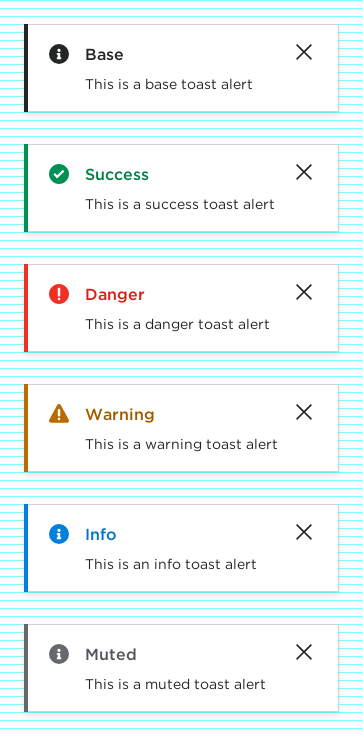 Base
This is a base toast alert
Success
This is a success toast alert
Danger
This is a danger toast alert
Warning
This is a warning toast alert
Info
This is an info toast alert
Muted
This is a muted toast alert